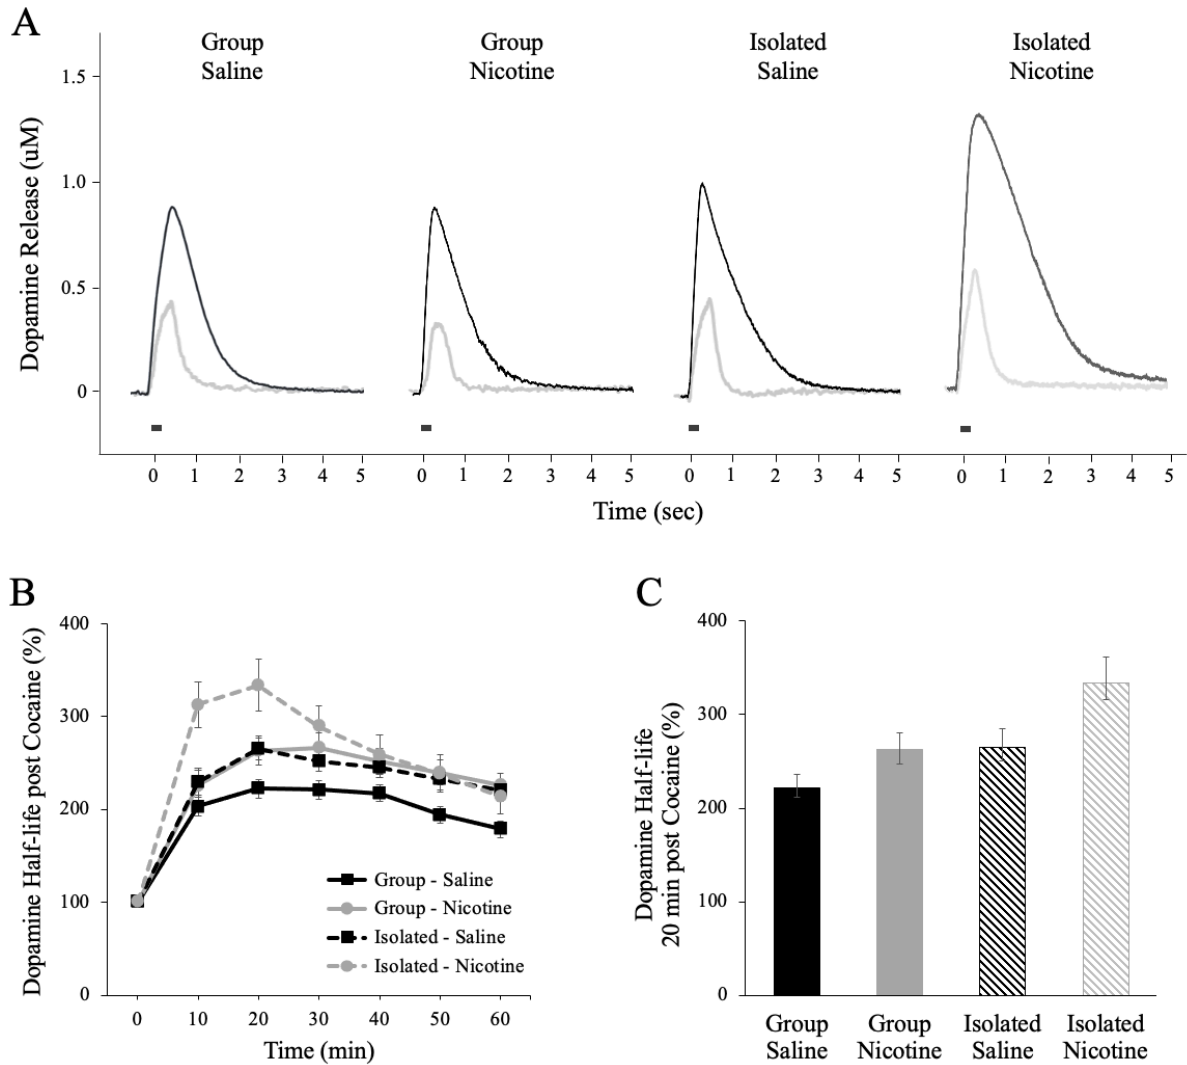 A
Group
Saline
Group
Nicotine
Isolated
Saline
Isolated
Nicotine
Dopamine Release (uM)
1.5
1.0
0.5
0
0 1 2 3 4 5
0 1 2 3 4 5
0 1 2 3 4 5
0 1 2 3 4 5
Time (sec)
B
Dopamine Half-life post Cocaine (%)
400
300
200
100
0
Group - Saline
Group - Nicotine
Isolated - Saline
Isolated - Nicotine
0 10 20 30 40 50 60
Time (min)
C
Dopamine Half-life
20 min post Cocaine (%)
400
300
200
100
0
Group
Saline
Group
Nicotine
Isolated
Saline
Isolated
Nicotine